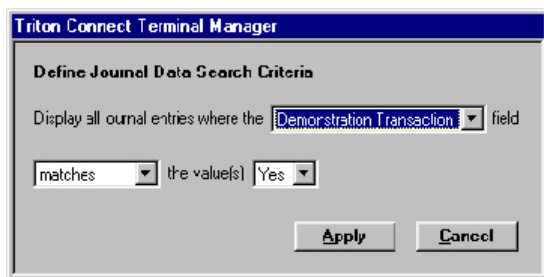 Triton Connect Terminal Manager
Define Journal Data Search Criteria
Display all ournal entries where the Demonstration Transaction field
matches the value(s) Yes
Apply Cancel